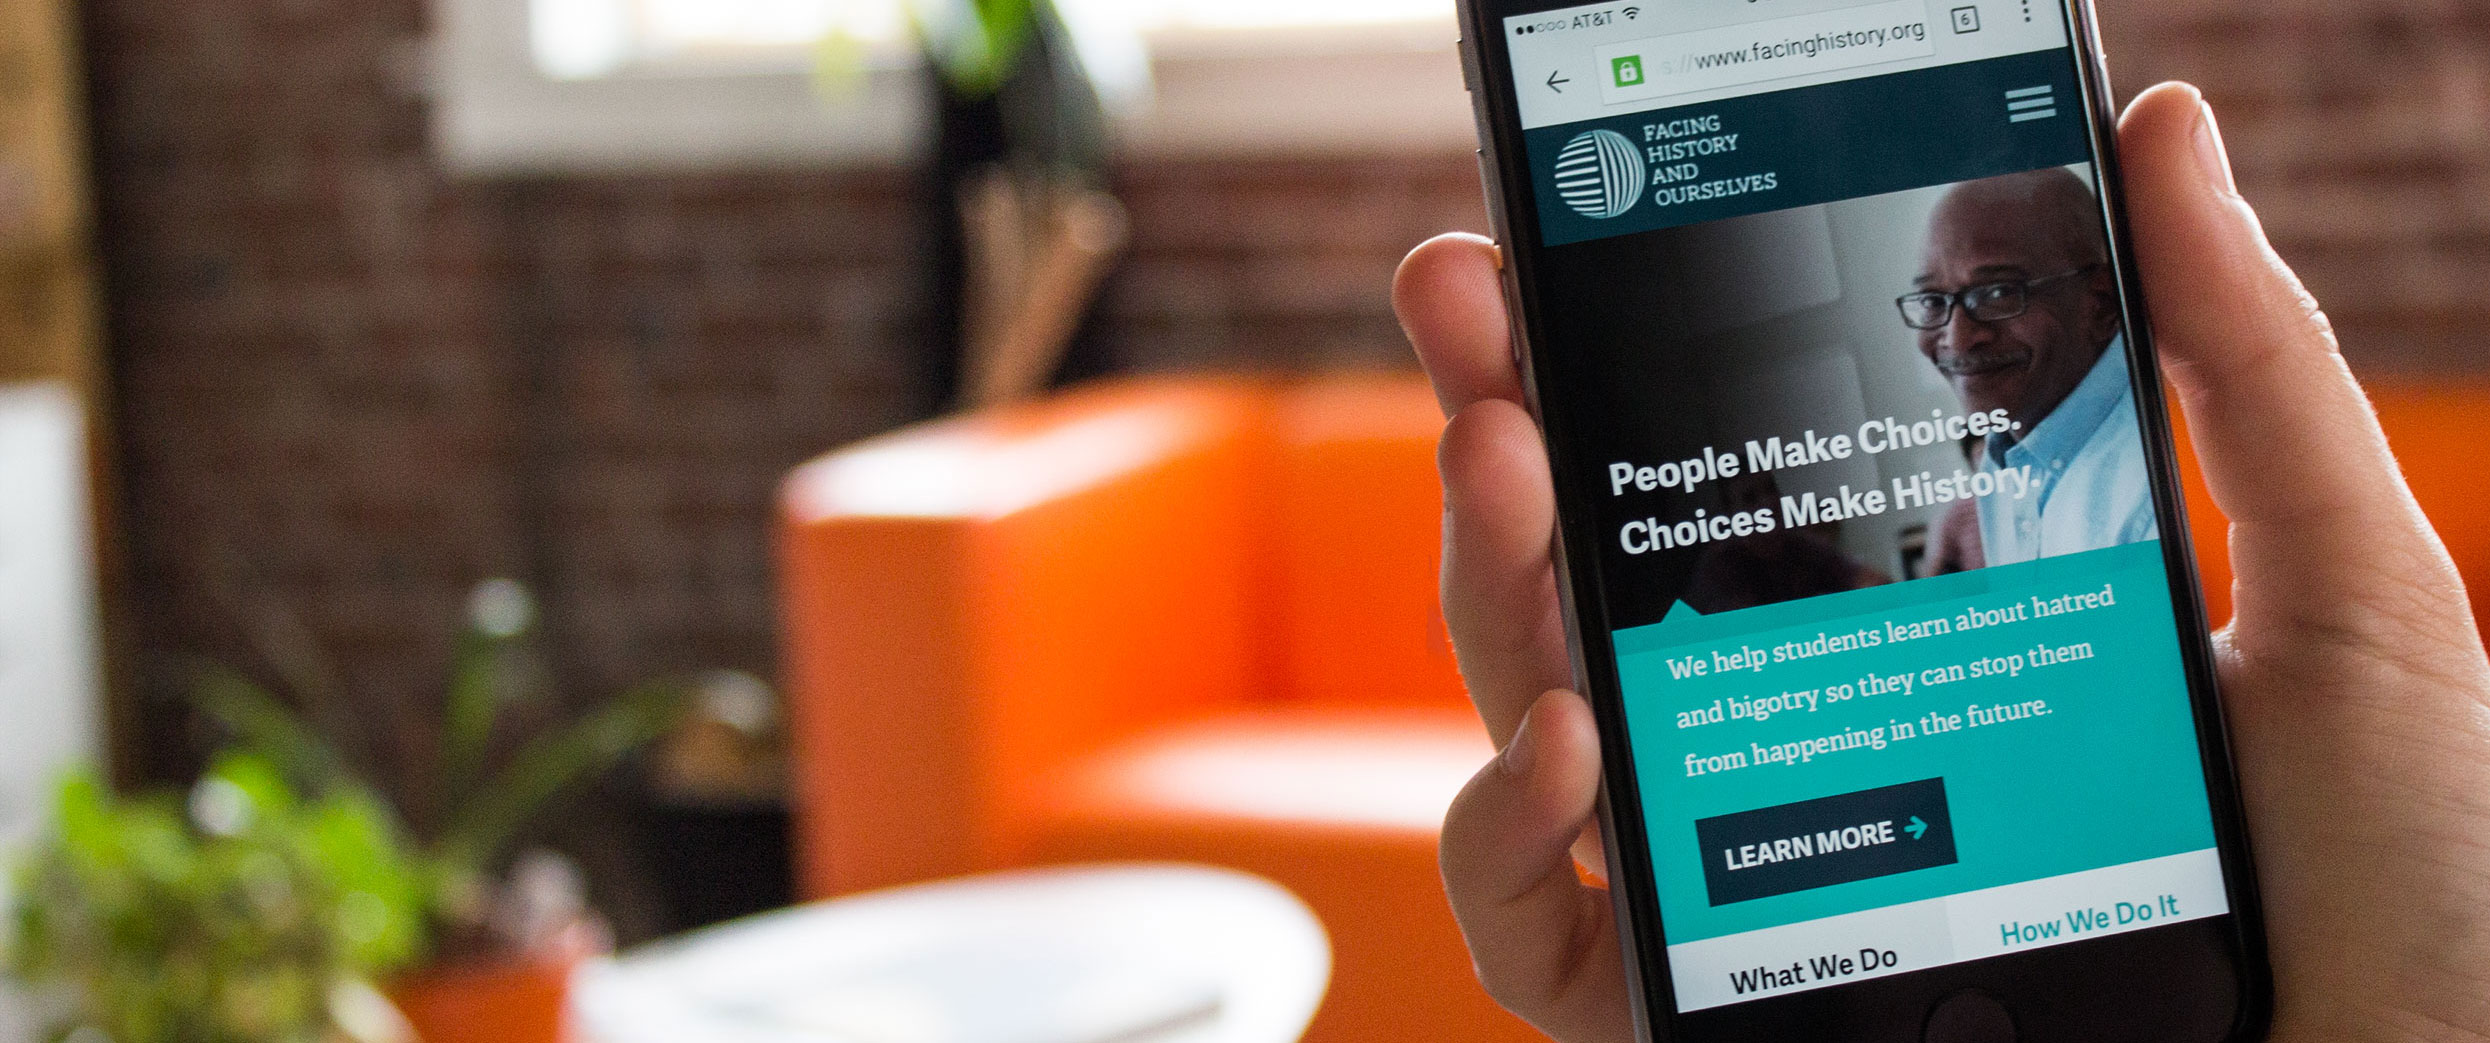 AT&T
s://www.facinghistory.org
6
FACING
HISTORY
AND
OURSELVES
People Make Choices.
Choices Make History.
We help students learn about hatred
and bigotry so they can stop them
from happening in the future.
LEARN MORE →
What We Do
How We Do It